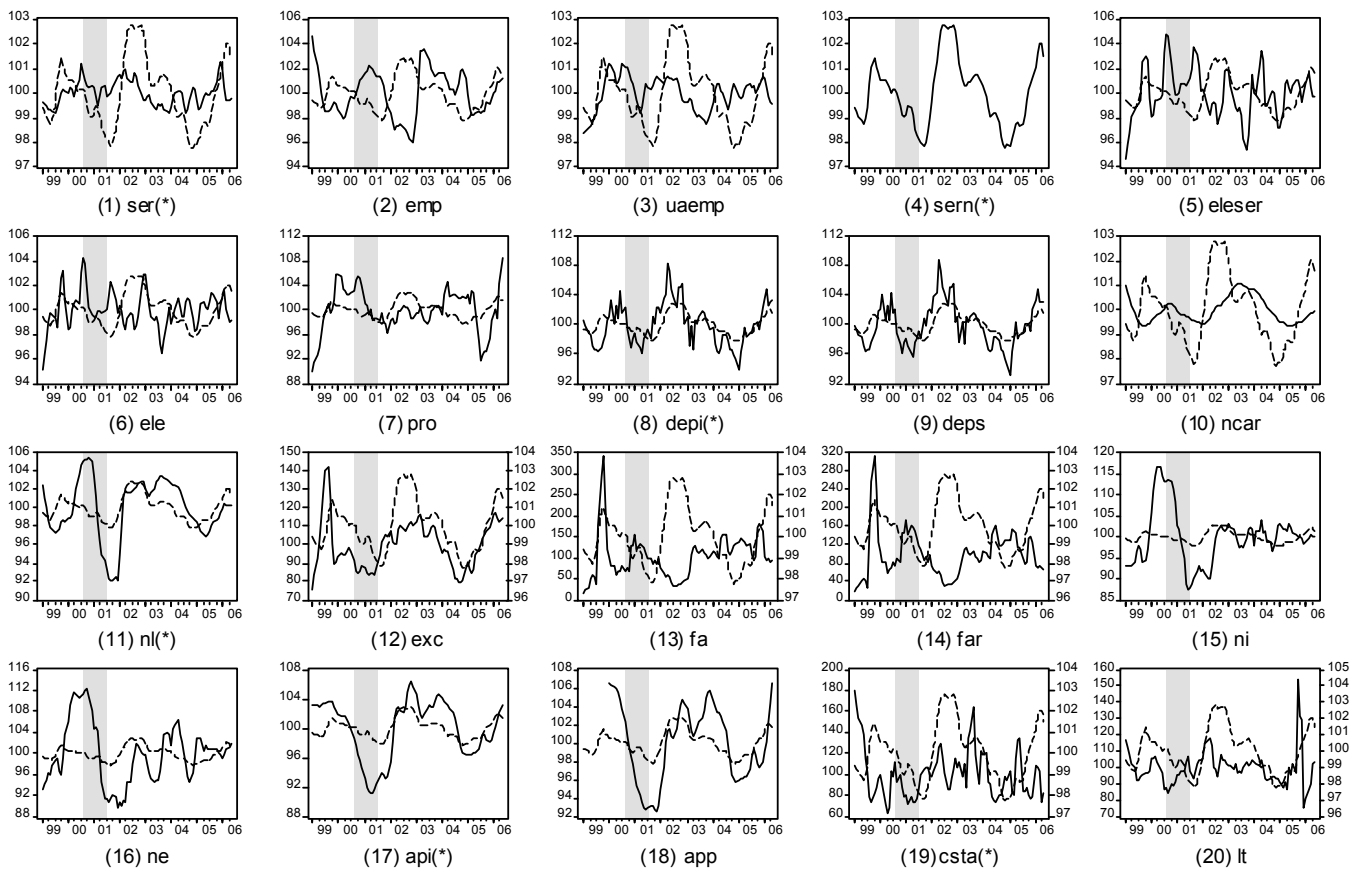 103 102 101 100 99 98 97
99 00 01 02 03 04 05 06
(1) ser(*)
106 104 102 100 98 96 94
99 00 01 02 03 04 05 06
(2) emp
103 102 101 100 99 98 97
99 00 01 02 03 04 05 06
(3) uaemp
103 102 101 100 99 98 97
99 00 01 02 03 04 05 06
(4) sern(*)
106 104 102 100 98 96 94
99 00 01 02 03 04 05 06
(5) eleser
106 104 102 100 98 96 94
99 00 01 02 03 04 05 06
(6) ele
112 108 104 100 96 92 88
99 00 01 02 03 04 05 06
(7) pro
112 108 104 100 96 92
99 00 01 02 03 04 05 06
(8) depi(*)
112 108 104 100 96 92
99 00 01 02 03 04 05 06
(9) deps
103 102 101 100 99 98 97
99 00 01 02 03 04 05 06
(10) ncar
106 104 102 100 98 96 94 92 90
99 00 01 02 03 04 05 06
(11) nl(*)
150 140 130 120 110 100 90 80 70
104 103 102 101 100 99 98 97 96
99 00 01 02 03 04 05 06
(12) exc
350 300 250 200 150 100 50 0
104 103 102 101 100 99 98 97
99 00 01 02 03 04 05 06
(13) fa
320 280 240 200 160 120 80 40 0
104 103 102 101 100 99 98 97
99 00 01 02 03 04 05 06
(14) far
120 115 110 105 100 95 90 85
99 00 01 02 03 04 05 06
(15) ni
116 112 108 104 100 96 92 88
99 00 01 02 03 04 05 06
(16) ne
108 104 100 96 92 88
99 00 01 02 03 04 05 06
(17) api(*)
108 106 104 102 100 98 96 94 92
99 00 01 02 03 04 05 06
(18) app
200 180 160 140 120 100 80 60
104 103 102 101 100 99 98 97
99 00 01 02 03 04 05 06
(19) csta(*)
160 150 140 130 120 110 100 90 80 70
105 104 103 102 101 100 99 98 97 96
99 00 01 02 03 04 05 06
(20) lt